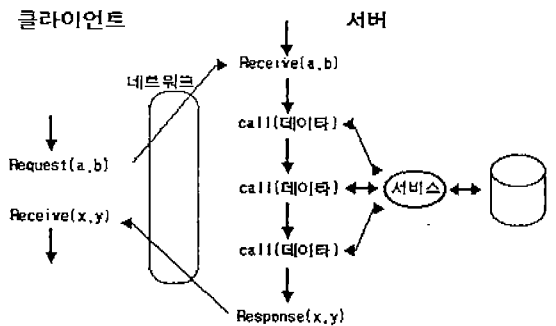 클라이언트
서버
네트워크
Receive(a,b)
call(데이타)
Request(a,b)
call(데이타)
서비스
Receive(x,y)
call(데이타)
Response(x,y)